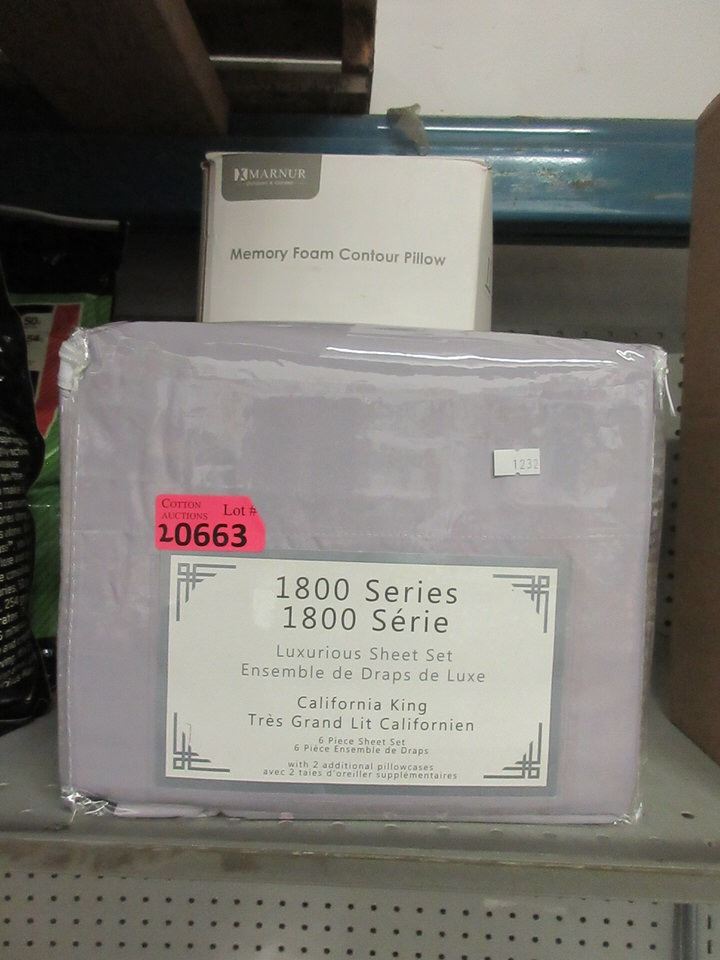 MARNUR
Memory Foam Contour Pillow
1232
COTTON
AUCTIONS Lot #
20663
1800 Series
1800 Série
Luxurious Sheet Set
Ensemble de Draps de Luxe
California King
Très Grand Lit Californien
6 Piece Sheet Set
6 Pièce Ensemble de Draps
with 2 additional pillowcases
avec 2 taies d'oreiller supplémentaires